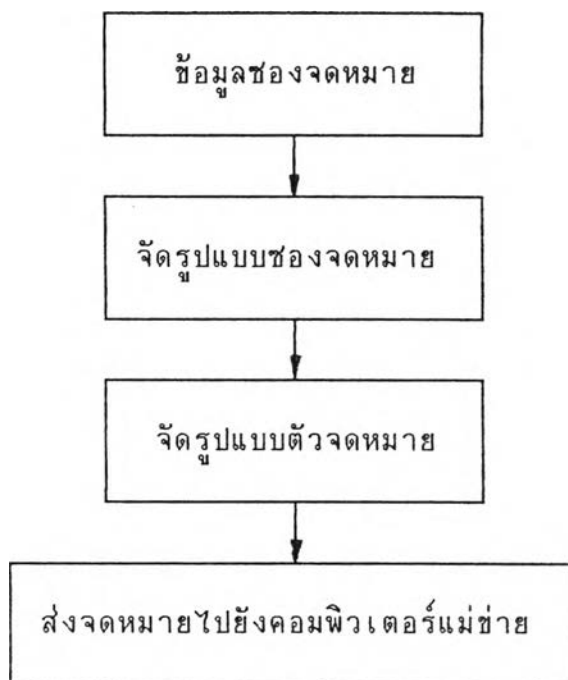 ข้อมูลซองจดหมาย
จัดรูปแบบซองจดหมาย
จัดรูปแบบตัวจดหมาย
ส่งจดหมายไปยังคอมพิวเตอร์แม่ข่าย